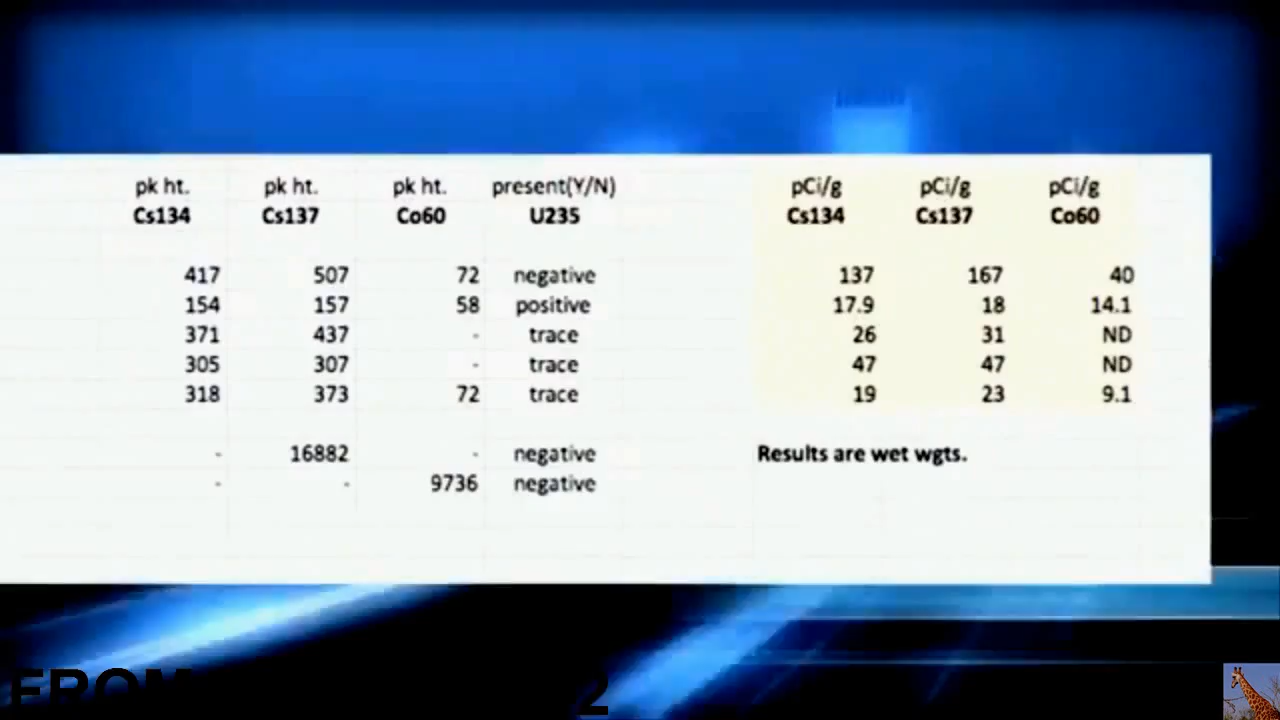 pk ht. pk ht. pk ht. present(Y/N) pCi/g pCi/g pCi/g
Cs134 Cs137 Co60 U235 Cs134 Cs137 Co60
417 507 72 negative 137 167 40
154 157 58 positive 17.9 18 14.1
371 437 - trace 26 31 ND
305 307 - trace 47 47 ND
318 373 72 trace 19 23 9.1
- 16882 - negative Results are wet wgts.
- - 9736 negative
FROM 2